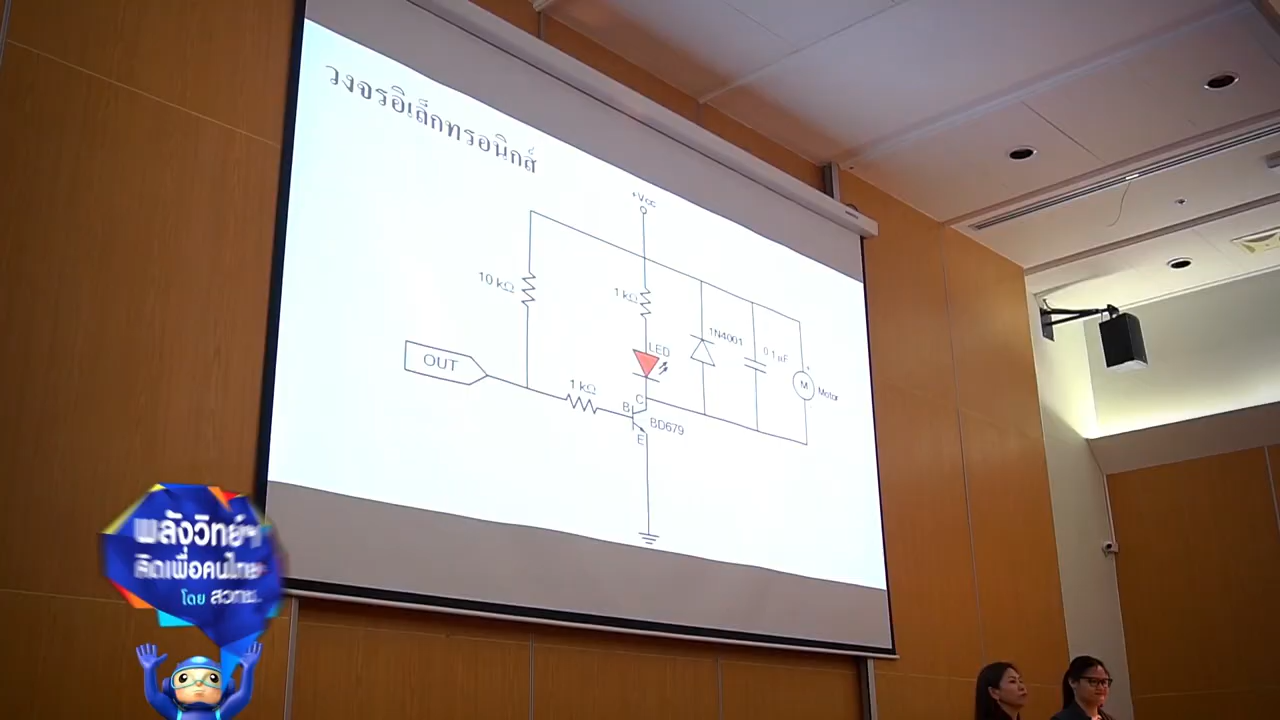 วงจรอิเล็กทรอนิกส์
+Vcc
10 kΩ
1 kΩ
1N4001
LED
0.1 µF
OUT
M
+
Motor
1 kΩ
C
B
BD679
E
พลังวิทย์ฯ
คิดเพื่อคนไทย
โดย สวทช.